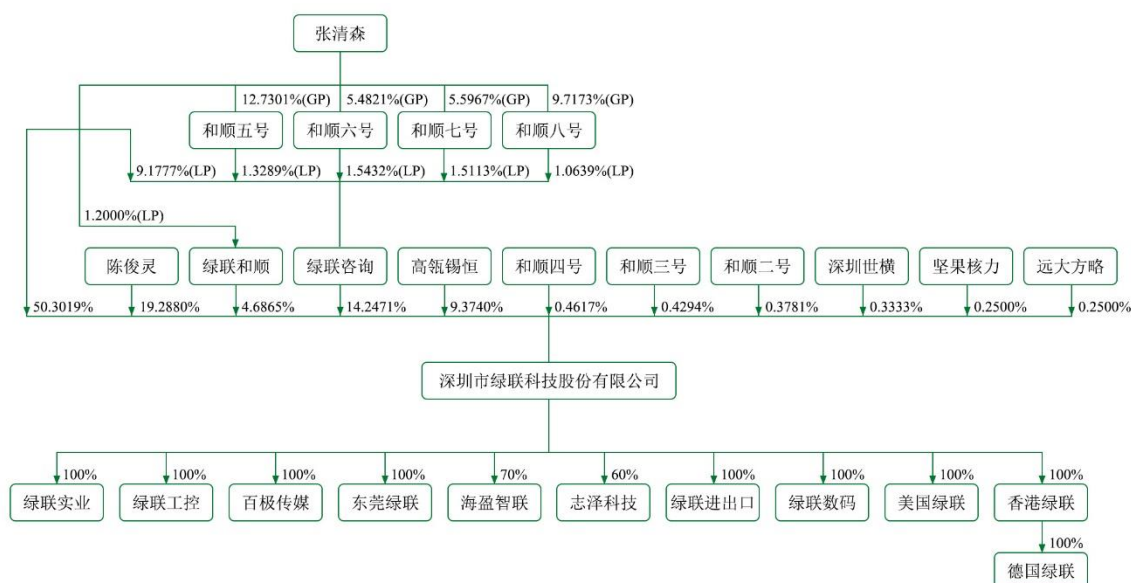 张清森
12.7301%(GP) 5.4821%(GP) 5.5967%(GP) 9.7173%(GP)
和顺五号 和顺六号 和顺七号 和顺八号
9.1777%(LP) 1.3289%(LP) 1.5432%(LP) 1.5113%(LP) 1.0639%(LP)
1.2000%(LP)
陈俊灵 绿联和顺 绿联咨询 高瓴锡恒 和顺四号 和顺三号 和顺二号 深圳世横 坚果核力 远大方略
50.3019% 19.2880% 4.6865% 14.2471% 9.3740% 0.4617% 0.4294% 0.3781% 0.3333% 0.2500% 0.2500%
深圳市绿联科技股份有限公司
100% 100% 100% 100% 70% 60% 100% 100% 100% 100%
绿联实业 绿联工控 百极传媒 东莞绿联 海盈智联 志泽科技 绿联进出口 绿联数码 美国绿联 香港绿联
100%
德国绿联